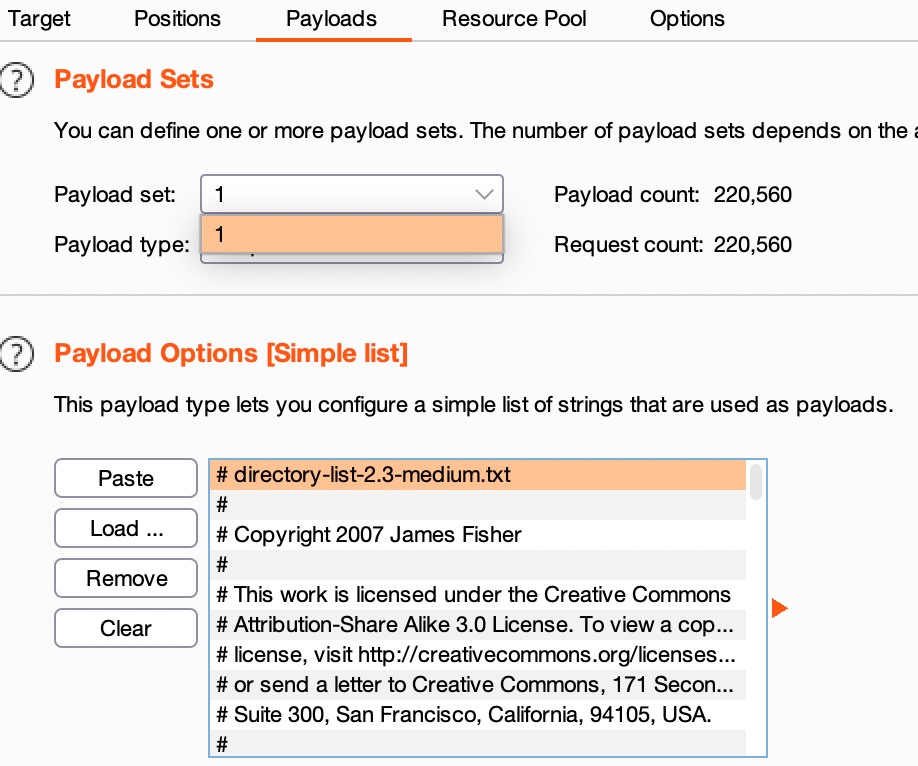 Target Positions Payloads Resource Pool Options
? Payload Sets
You can define one or more payload sets. The number of payload sets depends on the
Payload set: 1 Payload count: 220,560
1
Payload type: Request count: 220,560
? Payload Options [Simple list]
This payload type lets you configure a simple list of strings that are used as payloads.
Paste
Load ...
Remove
Clear
# directory-list-2.3-medium.txt
#
# Copyright 2007 James Fisher
#
# This work is licensed under the Creative Commons
# Attribution-Share Alike 3.0 License. To view a cop...
# license, visit http://creativecommons.org/licenses...
# or send a letter to Creative Commons, 171 Secon...
# Suite 300, San Francisco, California, 94105, USA.
#